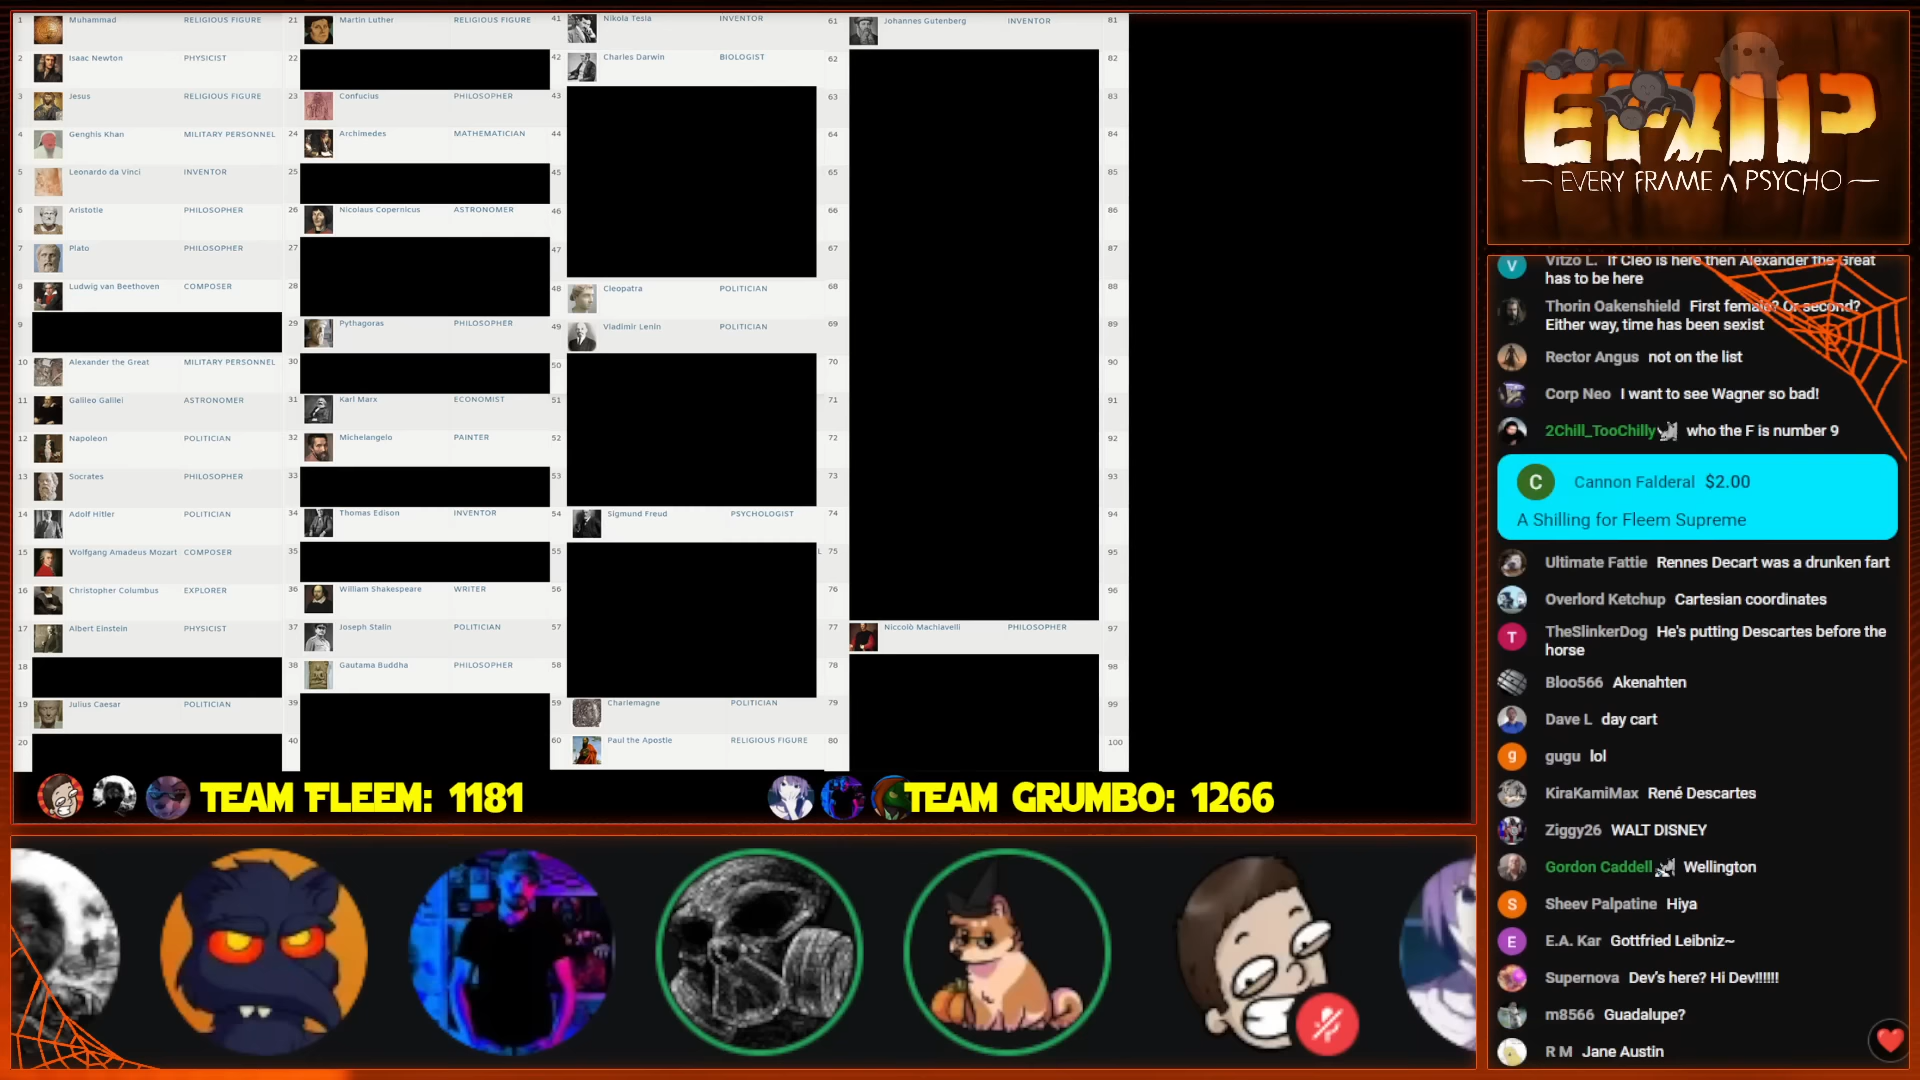 1 Muhammad RELIGIOUS FIGURE
2 Isaac Newton PHYSICIST
3 Jesus RELIGIOUS FIGURE
4 Genghis Khan MILITARY PERSONNEL
5 Leonardo da Vinci INVENTOR
6 Aristotle PHILOSOPHER
7 Plato PHILOSOPHER
8 Ludwig van Beethoven COMPOSER
9
10 Alexander the Great MILITARY PERSONNEL
11 Galileo Galilei ASTRONOMER
12 Napoleon POLITICIAN
13 Socrates PHILOSOPHER
14 Adolf Hitler POLITICIAN
15 Wolfgang Amadeus Mozart COMPOSER
16 Christopher Columbus EXPLORER
17 Albert Einstein PHYSICIST
18
19 Julius Caesar POLITICIAN
20
21 Martin Luther RELIGIOUS FIGURE
22
23 Confucius PHILOSOPHER
24 Archimedes MATHEMATICIAN
25
26 Nicolaus Copernicus ASTRONOMER
27
28
29 Pythagoras PHILOSOPHER
30
31 Karl Marx ECONOMIST
32 Michelangelo PAINTER
33
34 Thomas Edison INVENTOR
35
36 William Shakespeare WRITER
37 Joseph Stalin POLITICIAN
38 Gautama Buddha PHILOSOPHER
39
40
41 Nikola Tesla INVENTOR
42 Charles Darwin BIOLOGIST
43
44
45
46
47
48 Cleopatra POLITICIAN
49 Vladimir Lenin POLITICIAN
50
51
52
53
54 Sigmund Freud PSYCHOLOGIST
55 L
56
57
58
59 Charlemagne POLITICIAN
60 Paul the Apostle RELIGIOUS FIGURE
61 Johannes Gutenberg INVENTOR
62
63
64
65
66
67
68
69
70
71
72
73
74
75
76
77 Niccolò Machiavelli PHILOSOPHER
78
79
80
81
82
83
84
85
86
87
88
89
90
91
92
93
94
95
96
97
98
99
100
TEAM FLEEM: 1181
TEAM GRUMBO: 1266
EFAP
EVERY FRAME A PSYCHO
V Vitzo L. If Cleo is here then Alexander the Great
has to be here
Thorin Oakenshield First female? Or second?
Either way, time has been sexist
Rector Angus not on the list
Corp Neo I want to see Wagner so bad!
2Chill_TooChilly who the F is number 9
C Cannon Falderal $2.00
A Shilling for Fleem Supreme
Ultimate Fattie Rennes Decart was a drunken fart
Overlord Ketchup Cartesian coordinates
T TheSlinkerDog He's putting Descartes before the
horse
Bloo566 Akenahten
Dave L day cart
g gugu lol
KiraKamiMax René Descartes
Ziggy26 WALT DISNEY
Gordon Caddell Wellington
S Sheev Palpatine Hiya
E E.A. Kar Gottfried Leibniz~
Supernova Dev's here? Hi Dev!!!!!!
m8566 Guadalupe?
R M Jane Austin